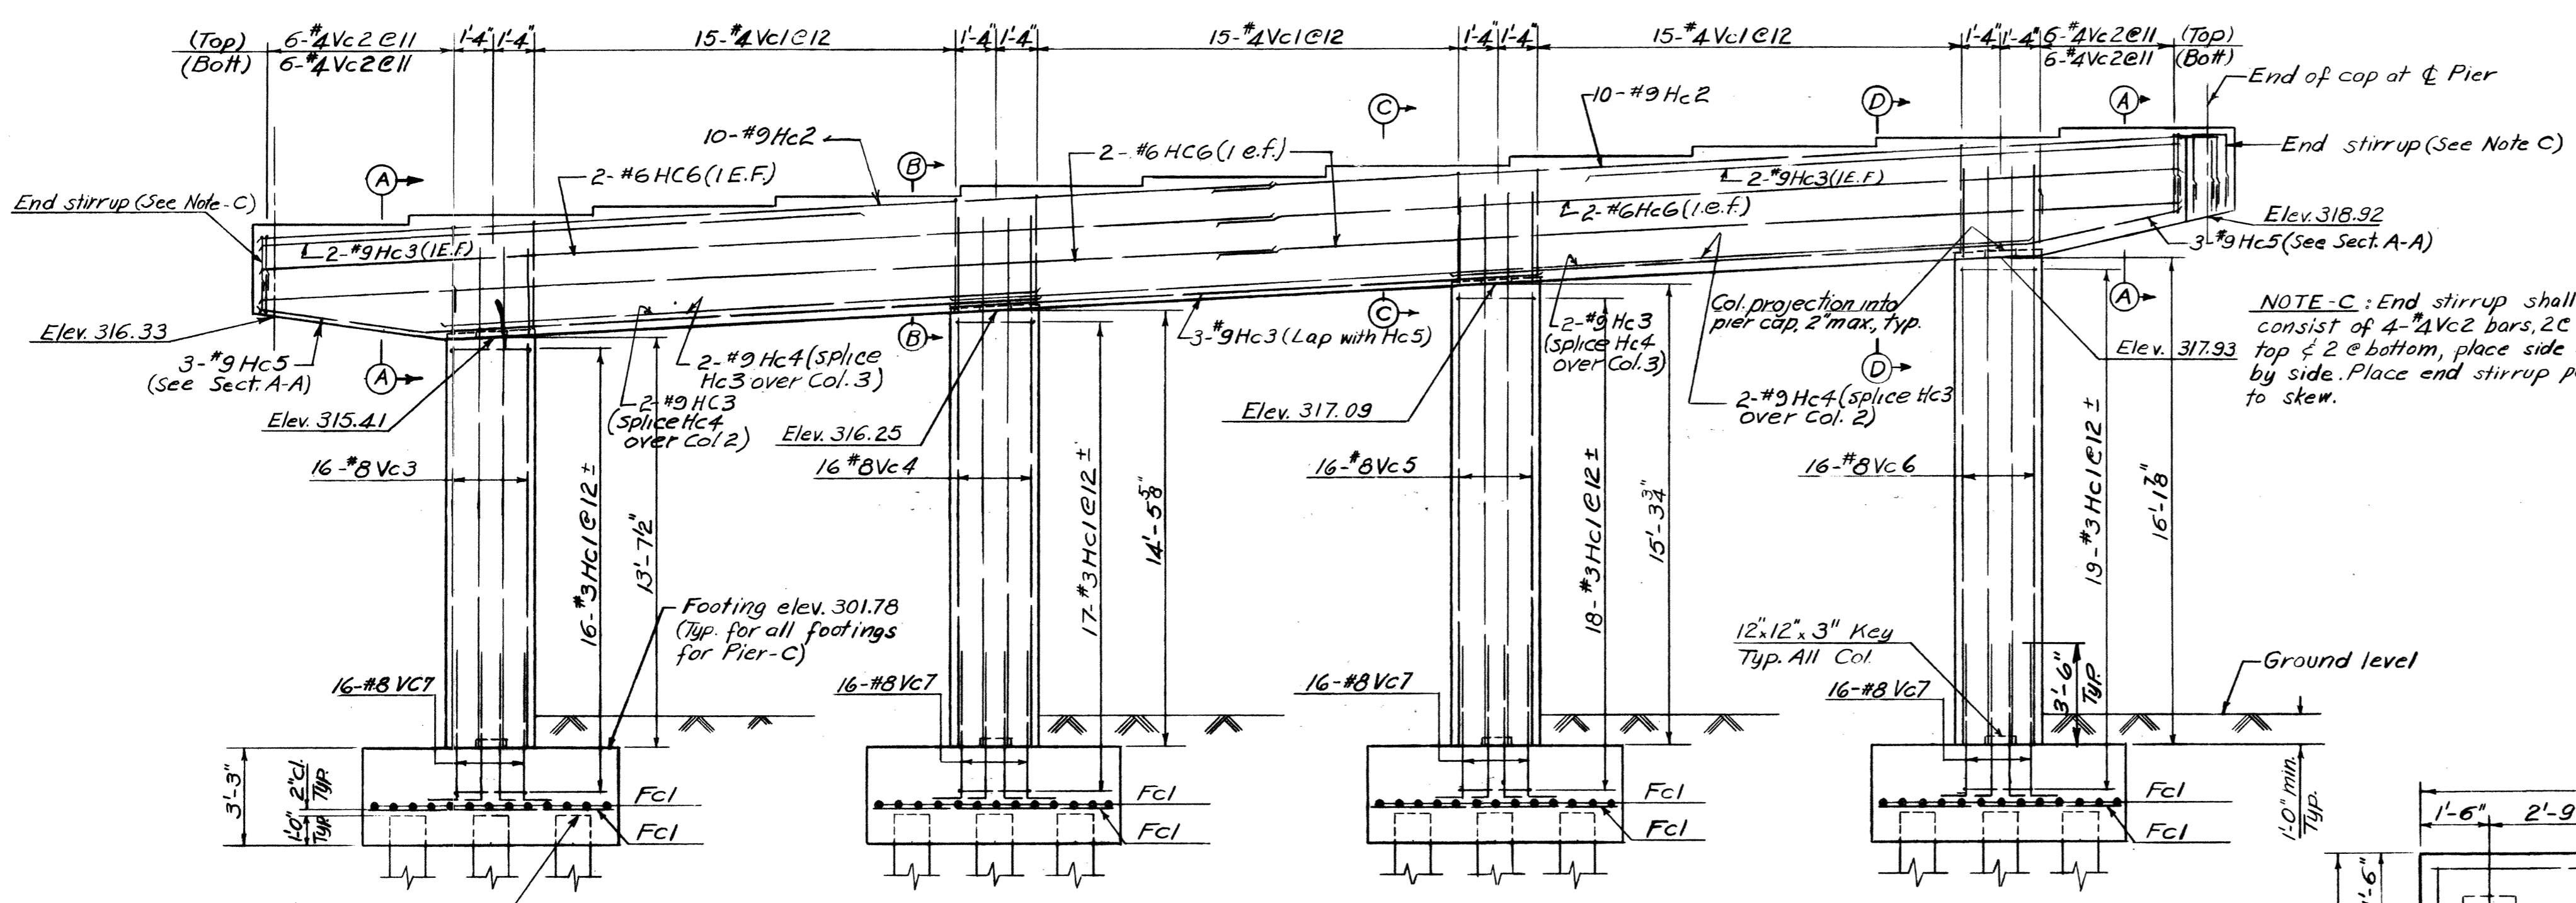 (Top) 6-#4Vc2@11 1'-4" 1'-4" 15-#4Vc1@12 1'-4" 1'-4" 15-#4Vc1@12 1'-4" 1'-4" 15-#4Vc1@12 1'-4" 1'-4" 6-#4Vc2@11 (Top)
(Bott) 6-#4Vc2@11 6-#4Vc2@11 (Bott)
End of cap at ℄ Pier
10-#9Hc2
C
D
A
10-#9Hc2
End stirrup (See Note C)
2-#6HC6(1E.F.)
B
2-#6HC6(1 e.f.)
2-#9Hc3(1E.F.)
A
End stirrup (See Note-C)
2-#6Hc6(1.e.f.)
Elev. 318.92
2-#9Hc3(1E.F.)
3-#9Hc5 (See Sect. A-A)
Elev. 316.33
3-#9Hc5
(See Sect. A-A)
A
B
C
A
D
2-#9Hc4 (splice
Hc3 over Col. 3)
2-#9HC3
(splice Hc4
over Col 2)
3-#9Hc3 (Lap with Hc5)
2-#9Hc3
(splice Hc4
over Col.3)
Col. projection into
pier cap, 2" max., typ.
2-#9Hc4 (splice Hc3
over Col. 2)
Elev. 317.93
NOTE-C : End stirrup shall
consist of 4-#4Vc2 bars, 2@
top & 2@bottom, place side
by side. Place end stirrup
to skew.
Elev. 315.41
Elev. 316.25
Elev. 317.09
16-#8Vc3
16#8Vc4
16-#8Vc5
16-#8Vc6
16-#3Hc1@12±
13'-7½"
17-#3Hc1@12±
14'-5⅝"
18-#3Hc1@12±
15'-3¾"
19-#3Hc1@12±
16'-1⅞"
Footing elev. 301.78
(Typ. for all footings
for Pier-C)
12"x12"x3" Key
Typ. All Col.
3'-6"
Typ.
Ground level
16-#8VC7
16-#8Vc7
16-#8Vc7
16-#8Vc7
3'-3"
2"cl.
Typ.
1'-0"
Typ.
Fc1
Fc1
Fc1
Fc1
Fc1
Fc1
Fc1
Fc1
1'-0" min.
Typ.
1'-6" 2'-9